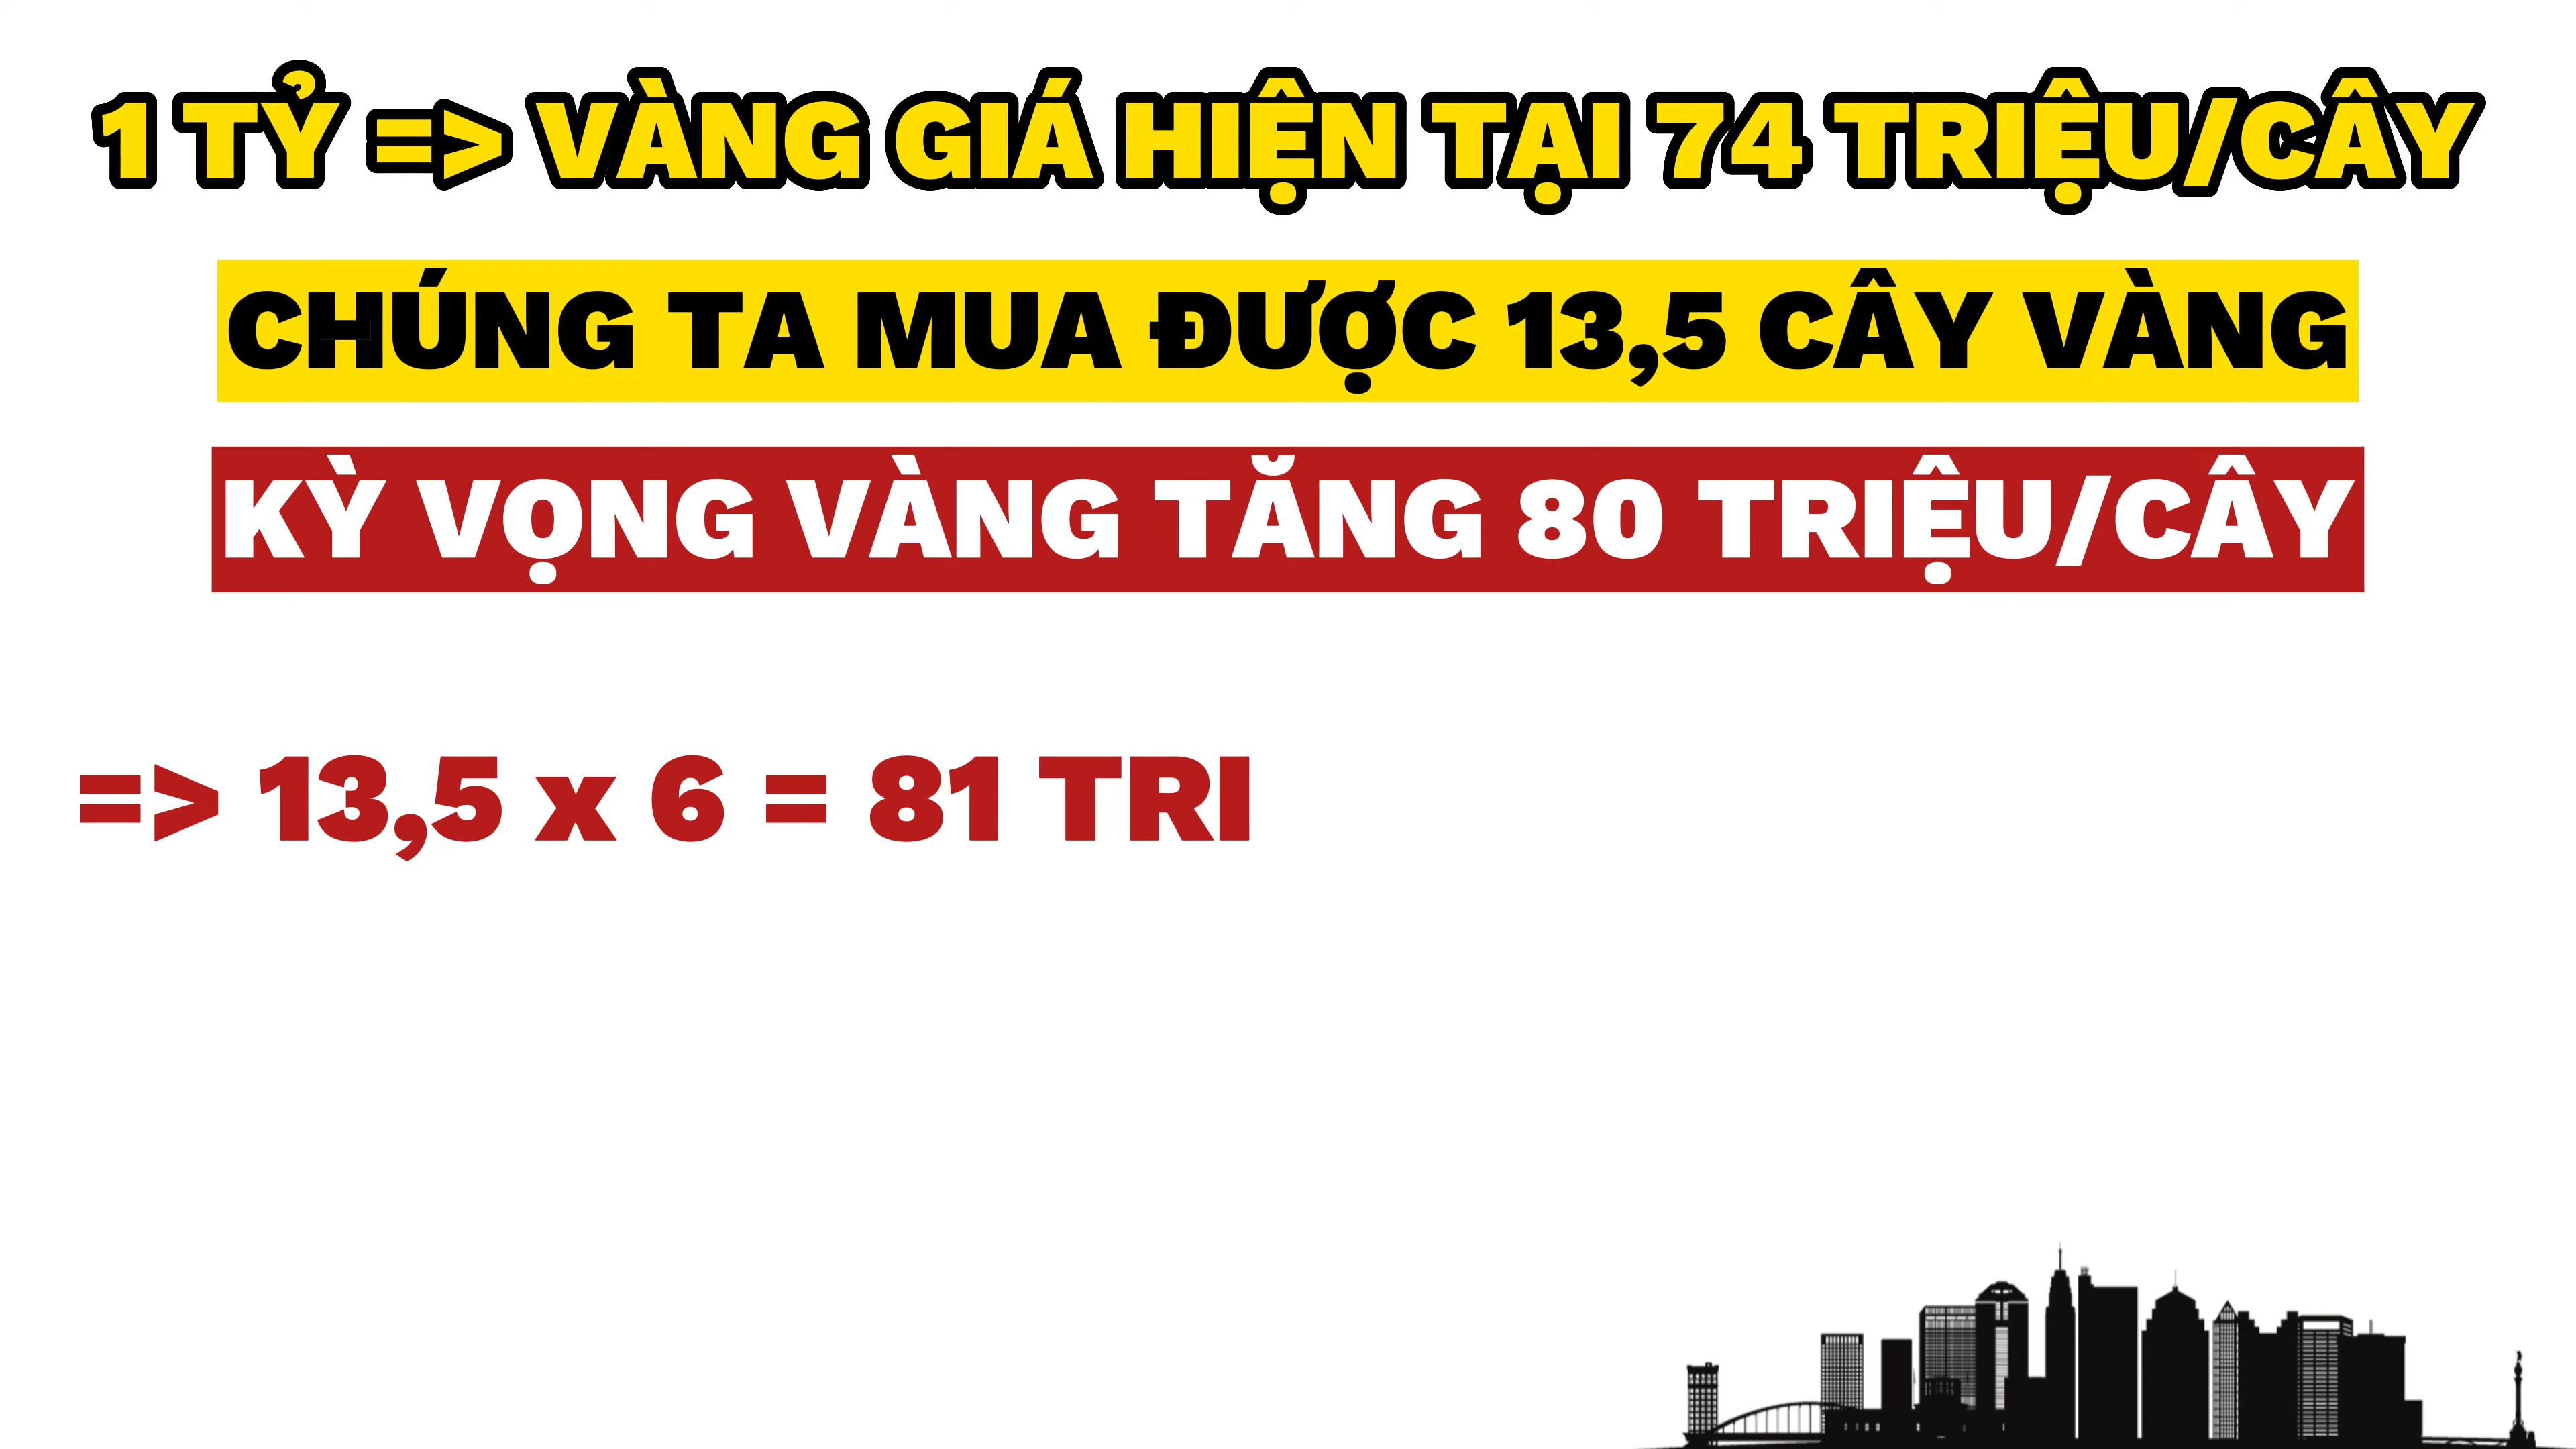 1 TỶ => VÀNG GIÁ HIỆN TẠI 74 TRIỆU/CÂY
CHÚNG TA MUA ĐƯỢC 13,5 CÂY VÀNG
KỲ VỌNG VÀNG TĂNG 80 TRIỆU/CÂY
=> 13,5 x 6 = 81 TRI